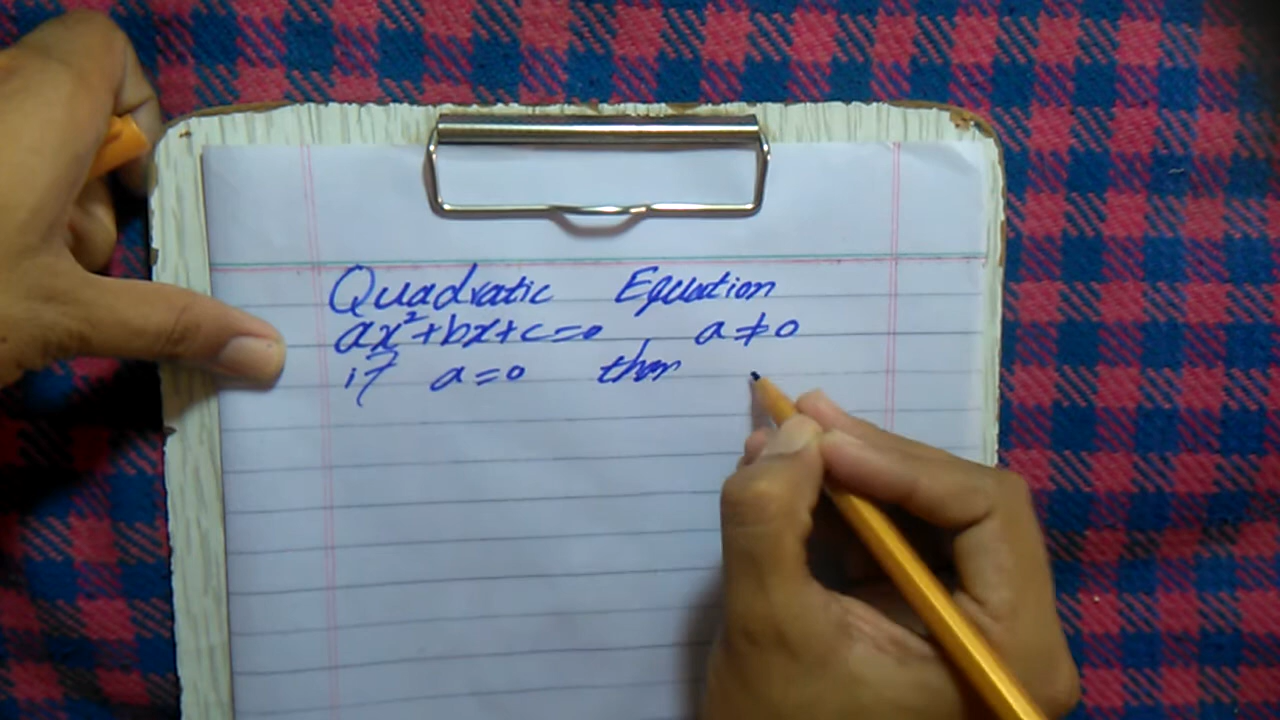 Quadratic Equation
ax²+bx+c=0 a≠0
if a=0 then